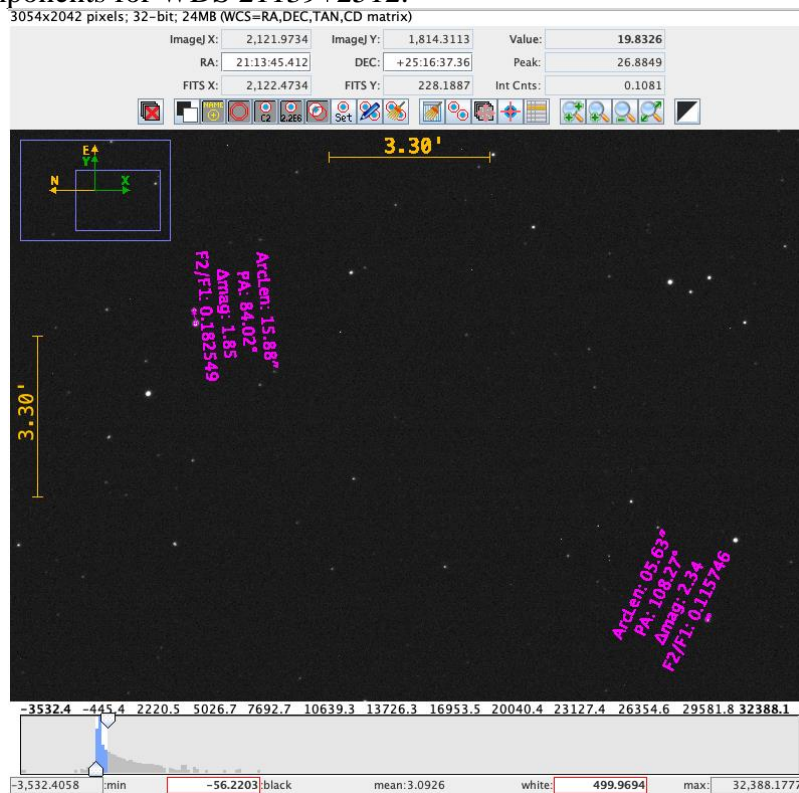 ponents for WDS 21139+2512.
3054x2042 pixels; 32-bit; 24MB (WCS=RA,DEC,TAN,CD matrix)
ImageJ X: 2,121.9734 ImageJ Y: 1,814.3113 Value: 19.8326
RA: 21:13:45.412 DEC: +25:16:37.36 Peak: 26.8849
FITS X: 2,122.4734 FITS Y: 228.1887 Int Cnts: 0.1081
NAME C2 2.2E6 Set
E
Y
N X
3.30'
ArcLen: 15.88"
PA: 84.02°
Δmag: 1.85
F2/F1: 0.182549
3.30'
ArcLen: 05.63"
PA: 108.27°
Δmag: 2.34
F2/F1: 0.115746
-3532.4 -445.4 2220.5 5026.7 7692.7 10639.3 13726.3 16953.5 20040.4 23127.4 26354.6 29581.8 32388.1
-3,532.4058 :min -56.2203 :black mean:3.0926 white: 499.9694 max: 32,388.1777